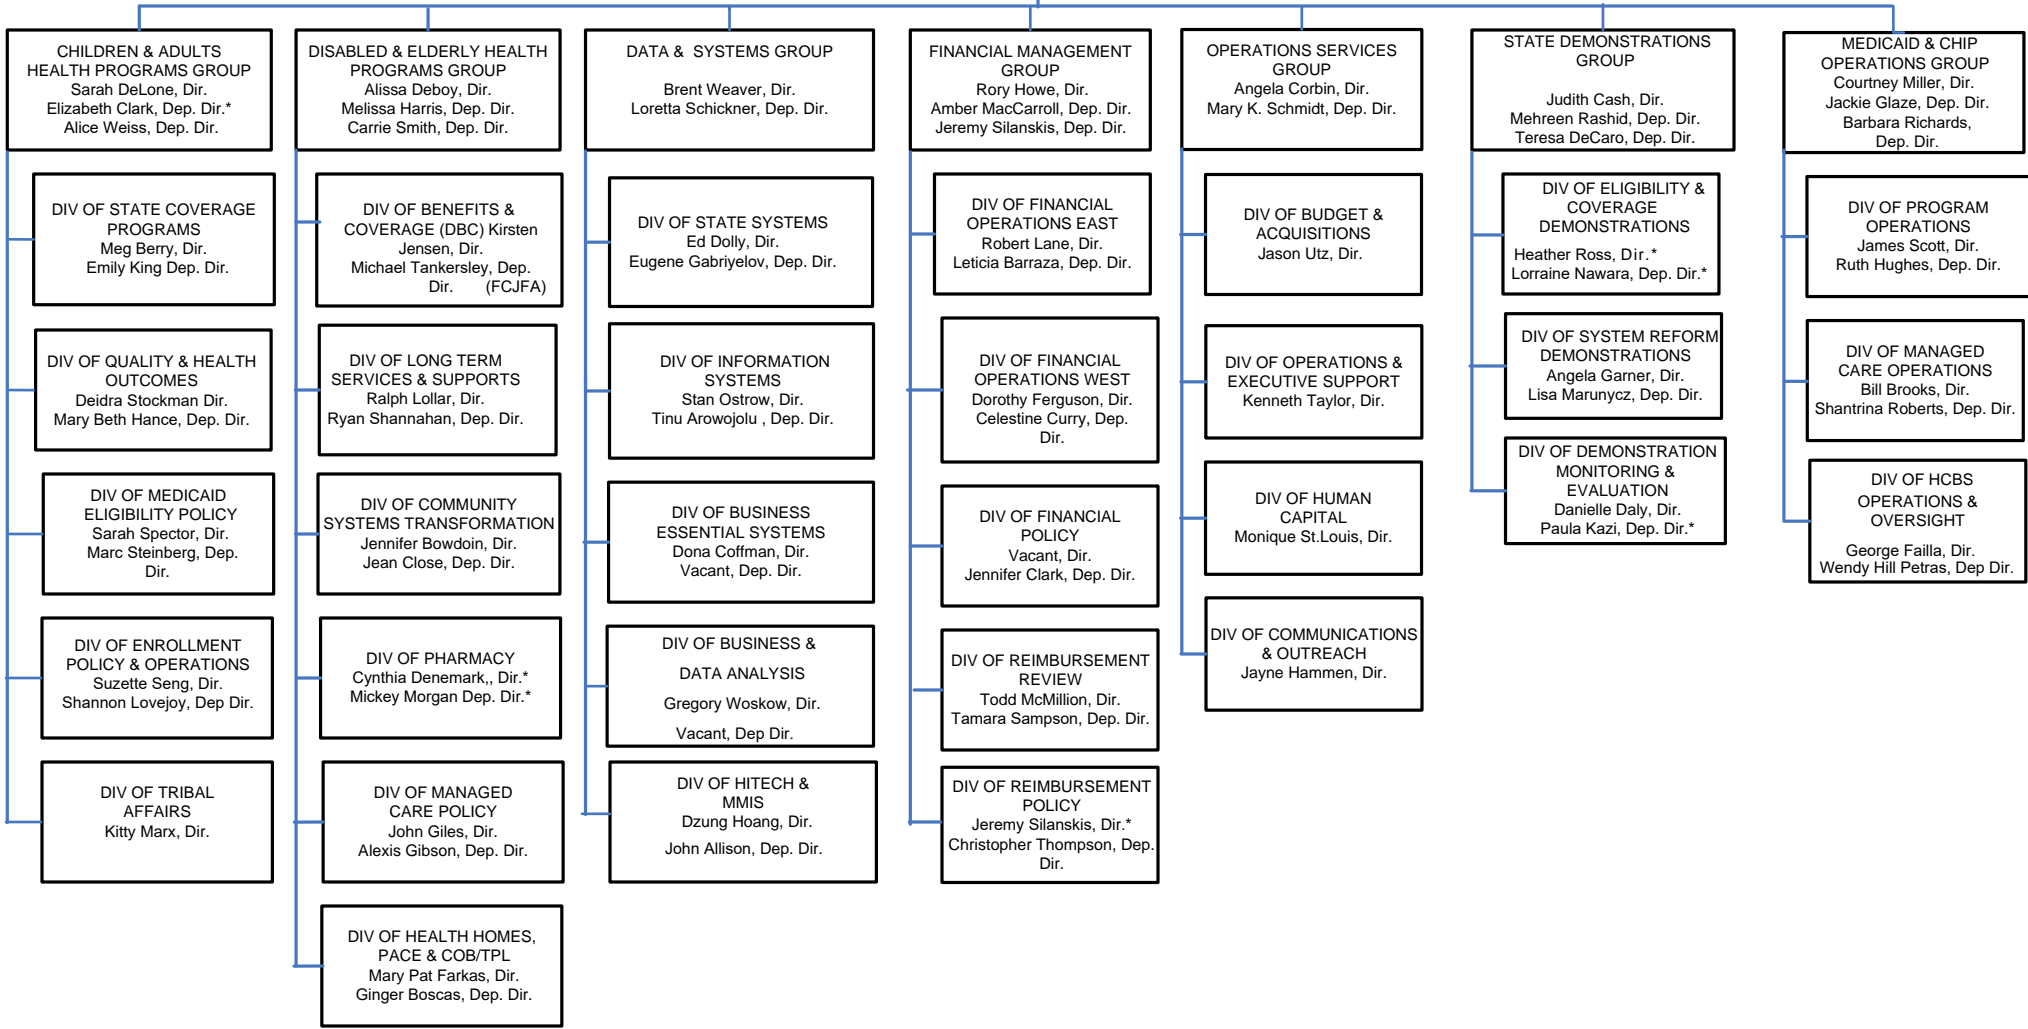 CHILDREN & ADULTS
HEALTH PROGRAMS GROUP
Sarah DeLone, Dir.
Elizabeth Clark, Dep. Dir.*
Alice Weiss, Dep. Dir.
DIV OF STATE COVERAGE
PROGRAMS
Meg Berry, Dir.
Emily King Dep. Dir.
DIV OF QUALITY & HEALTH
OUTCOMES
Deidra Stockman Dir.
Mary Beth Hance, Dep. Dir.
DIV OF MEDICAID
ELIGIBILITY POLICY
Sarah Spector, Dir.
Marc Steinberg, Dep.
Dir.
DIV OF ENROLLMENT
POLICY & OPERATIONS
Suzette Seng, Dir.
Shannon Lovejoy, Dep Dir.
DIV OF TRIBAL
AFFAIRS
Kitty Marx, Dir.
DISABLED & ELDERLY HEALTH
PROGRAMS GROUP
Alissa Deboy, Dir.
Melissa Harris, Dep. Dir.
Carrie Smith, Dep. Dir.
DIV OF BENEFITS &
COVERAGE (DBC) Kirsten
Jensen, Dir.
Michael Tankersley, Dep.
Dir. (FCJFA)
DIV OF LONG TERM
SERVICES & SUPPORTS
Ralph Lollar, Dir.
Ryan Shannahan, Dep. Dir.
DIV OF COMMUNITY
SYSTEMS TRANSFORMATION
Jennifer Bowdoin, Dir.
Jean Close, Dep. Dir.
DIV OF PHARMACY
Cynthia Denemark,, Dir.*
Mickey Morgan Dep. Dir.*
DIV OF MANAGED
CARE POLICY
John Giles, Dir.
Alexis Gibson, Dep. Dir.
DIV OF HEALTH HOMES,
PACE & COB/TPL
Mary Pat Farkas, Dir.
Ginger Boscas, Dep. Dir.
DATA & SYSTEMS GROUP
Brent Weaver, Dir.
Loretta Schickner, Dep. Dir.
DIV OF STATE SYSTEMS
Ed Dolly, Dir.
Eugene Gabriyelov, Dep. Dir.
DIV OF INFORMATION
SYSTEMS
Stan Ostrow, Dir.
Tinu Arowojolu , Dep. Dir.
DIV OF BUSINESS
ESSENTIAL SYSTEMS
Dona Coffman, Dir.
Vacant, Dep. Dir.
DIV OF BUSINESS &
DATA ANALYSIS
Gregory Woskow, Dir.
Vacant, Dep Dir.
DIV OF HITECH &
MMIS
Dzung Hoang, Dir.
John Allison, Dep. Dir.
FINANCIAL MANAGEMENT
GROUP
Rory Howe, Dir.
Amber MacCarroll, Dep. Dir.
Jeremy Silanskis, Dep. Dir.
DIV OF FINANCIAL
OPERATIONS EAST
Robert Lane, Dir.
Leticia Barraza, Dep. Dir.
DIV OF FINANCIAL
OPERATIONS WEST
Dorothy Ferguson, Dir.
Celestine Curry, Dep.
Dir.
DIV OF FINANCIAL
POLICY
Vacant, Dir.
Jennifer Clark, Dep. Dir.
DIV OF REIMBURSEMENT
REVIEW
Todd McMillion, Dir.
Tamara Sampson, Dep. Dir.
DIV OF REIMBURSEMENT
POLICY
Jeremy Silanskis, Dir.*
Christopher Thompson, Dep.
Dir.
OPERATIONS SERVICES
GROUP
Angela Corbin, Dir.
Mary K. Schmidt, Dep. Dir.
DIV OF BUDGET &
ACQUISITIONS
Jason Utz, Dir.
DIV OF OPERATIONS &
EXECUTIVE SUPPORT
Kenneth Taylor, Dir.
DIV OF HUMAN
CAPITAL
Monique St.Louis, Dir.
DIV OF COMMUNICATIONS
& OUTREACH
Jayne Hammen, Dir.
STATE DEMONSTRATIONS
GROUP
Judith Cash, Dir.
Mehreen Rashid, Dep. Dir.
Teresa DeCaro, Dep. Dir.
DIV OF ELIGIBILITY &
COVERAGE
DEMONSTRATIONS
Heather Ross, Dir.*
Lorraine Nawara, Dep. Dir.*
DIV OF SYSTEM REFORM
DEMONSTRATIONS
Angela Garner, Dir.
Lisa Marunycz, Dep. Dir.
DIV OF DEMONSTRATION
MONITORING &
EVALUATION
Danielle Daly, Dir.
Paula Kazi, Dep. Dir.*
MEDICAID & CHIP
OPERATIONS GROUP
Courtney Miller, Dir.
Jackie Glaze, Dep. Dir.
Barbara Richards,
Dep. Dir.
DIV OF PROGRAM
OPERATIONS
James Scott, Dir.
Ruth Hughes, Dep. Dir.
DIV OF MANAGED
CARE OPERATIONS
Bill Brooks, Dir.
Shantrina Roberts, Dep. Dir.
DIV OF HCBS
OPERATIONS &
OVERSIGHT
George Failla, Dir.
Wendy Hill Petras, Dep Dir.